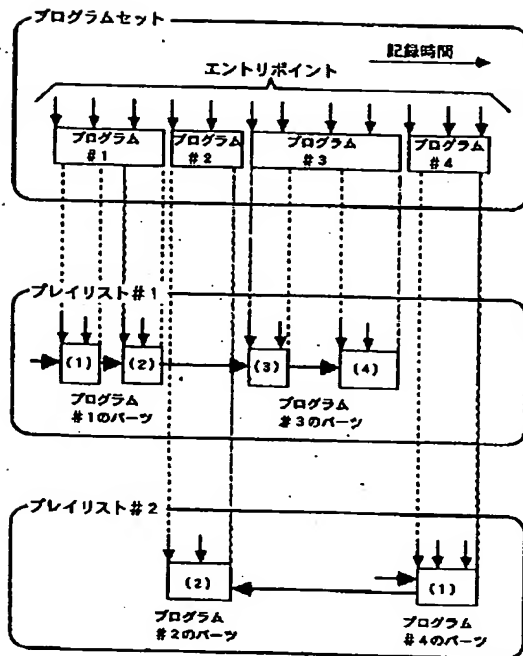 プログラムセット
記録時間
エントリポイント
プログラム
#1
プログラム
#2
プログラム
#3
プログラム
#4
プレイリスト#1
(1)
(2)
(3)
(4)
プログラム
#1のパーツ
プログラム
#3のパーツ
プレイリスト#2
(2)
(1)
プログラム
#2のパーツ
プログラム
#4のパーツ